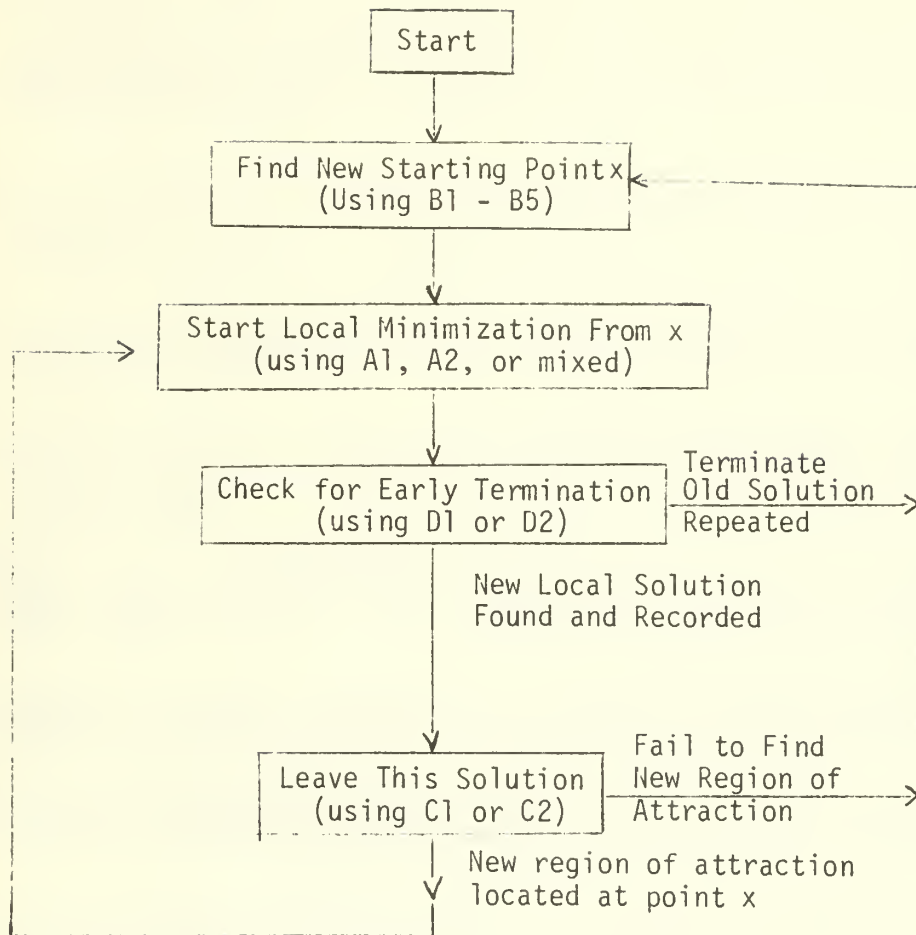 Start
Find New Starting Point x
(Using B1 - B5)
Start Local Minimization From x
(using A1, A2, or mixed)
Check for Early Termination
(using D1 or D2)
Terminate
Old Solution
Repeated
New Local Solution
Found and Recorded
Leave This Solution
(using C1 or C2)
Fail to Find
New Region of
Attraction
New region of attraction
located at point x